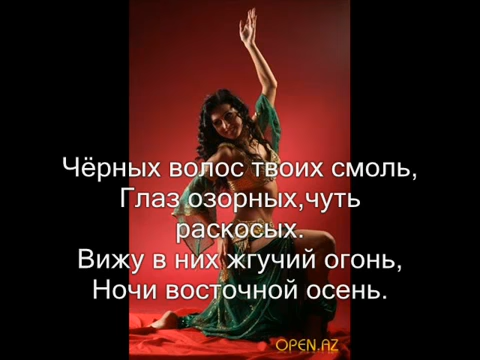 Чёрных волос твоих смоль,
Глаз озорных,чуть
раскосых.
Вижу в них жгучий огонь,
Ночи восточной осень.
OPEN.AZ